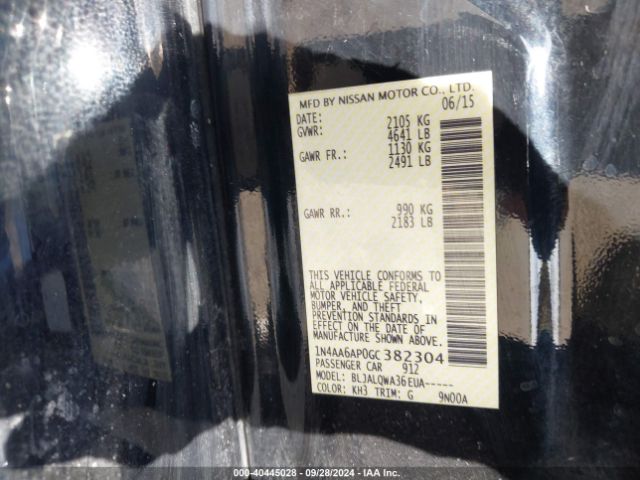 MFD BY NISSAN MOTOR CO., LTD.
DATE: 06/15
GVWR: 2105 KG
4641 LB
GAWR FR.: 1130 KG
2491 LB
GAWR RR.: 990 KG
2183 LB
THIS VEHICLE CONFORMS TO
ALL APPLICABLE FEDERAL
MOTOR VEHICLE SAFETY,
BUMPER, AND THEFT
PREVENTION STANDARDS IN
EFFECT ON THE DATE OF
MANUFACTURE SHOWN ABOVE.
1N4AA6AP0GC382304
PASSENGER CAR 912
MODEL: BLJALQWA36EUA-----
COLOR: KH3 TRIM: G 9N00A
000-40445028 - 09/28/2024 - IAA Inc.